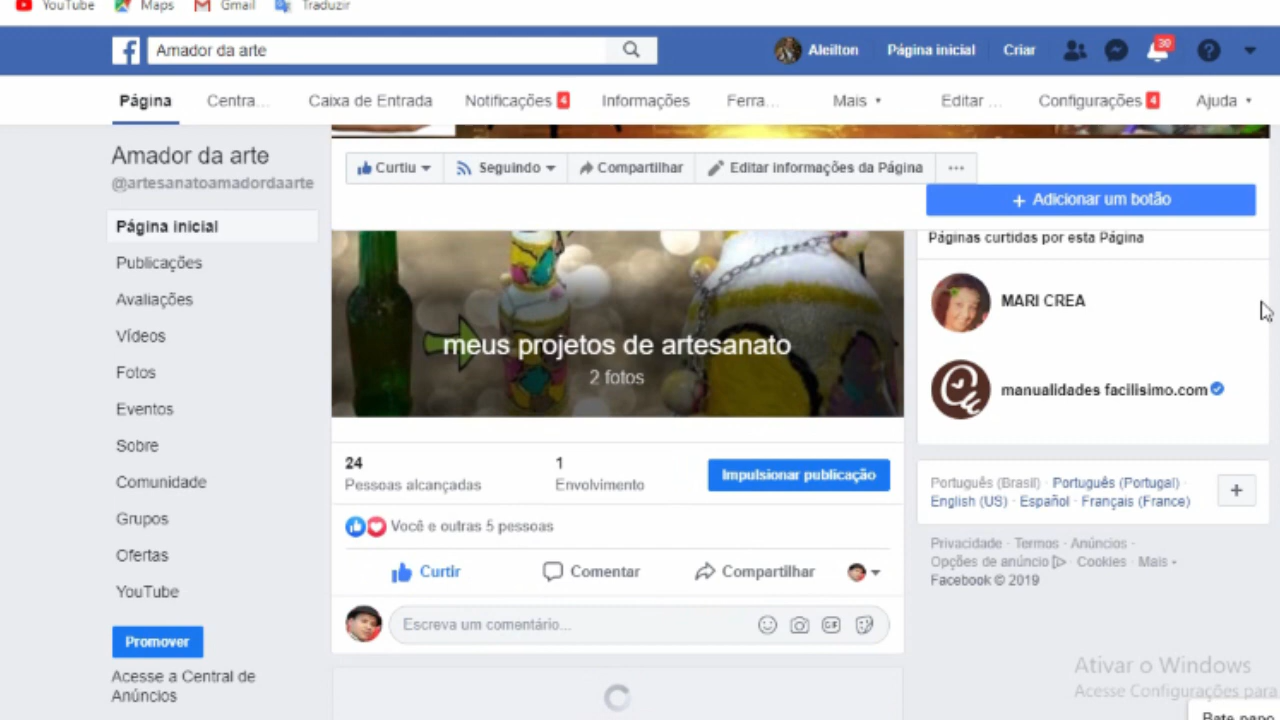 YouTube Maps Gmail Traduzir
Amador da arte
Aleilton Página inicial Criar 30
Página Centra... Caixa de Entrada Notificações 4 Informações Ferra... Mais Editar ... Configurações 4 Ajuda
Amador da arte
@artesanatoamadordaarte
Página inicial
Publicações
Avaliações
Vídeos
Fotos
Eventos
Sobre
Comunidade
Grupos
Ofertas
YouTube
Promover
Acesse a Central de
Anúncios
Curtiu Seguindo Compartilhar Editar informações da Página ...
+ Adicionar um botão
meus projetos de artesanato
2 fotos
24 1
Pessoas alcançadas Envolvimento
Impulsionar publicação
Você e outras 5 pessoas
Curtir Comentar Compartilhar
Escreva um comentário... GIF
Páginas curtidas por esta Página
MARI CREA
manualidades facilisimo.com
Português (Brasil) · Português (Portugal) ·
English (US) · Español · Français (France)
+
Privacidade · Termos · Anúncios ·
Opções de anúncio · Cookies · Mais
Facebook © 2019
Ativar o Windows
Acesse Configurações para
Bate-papo